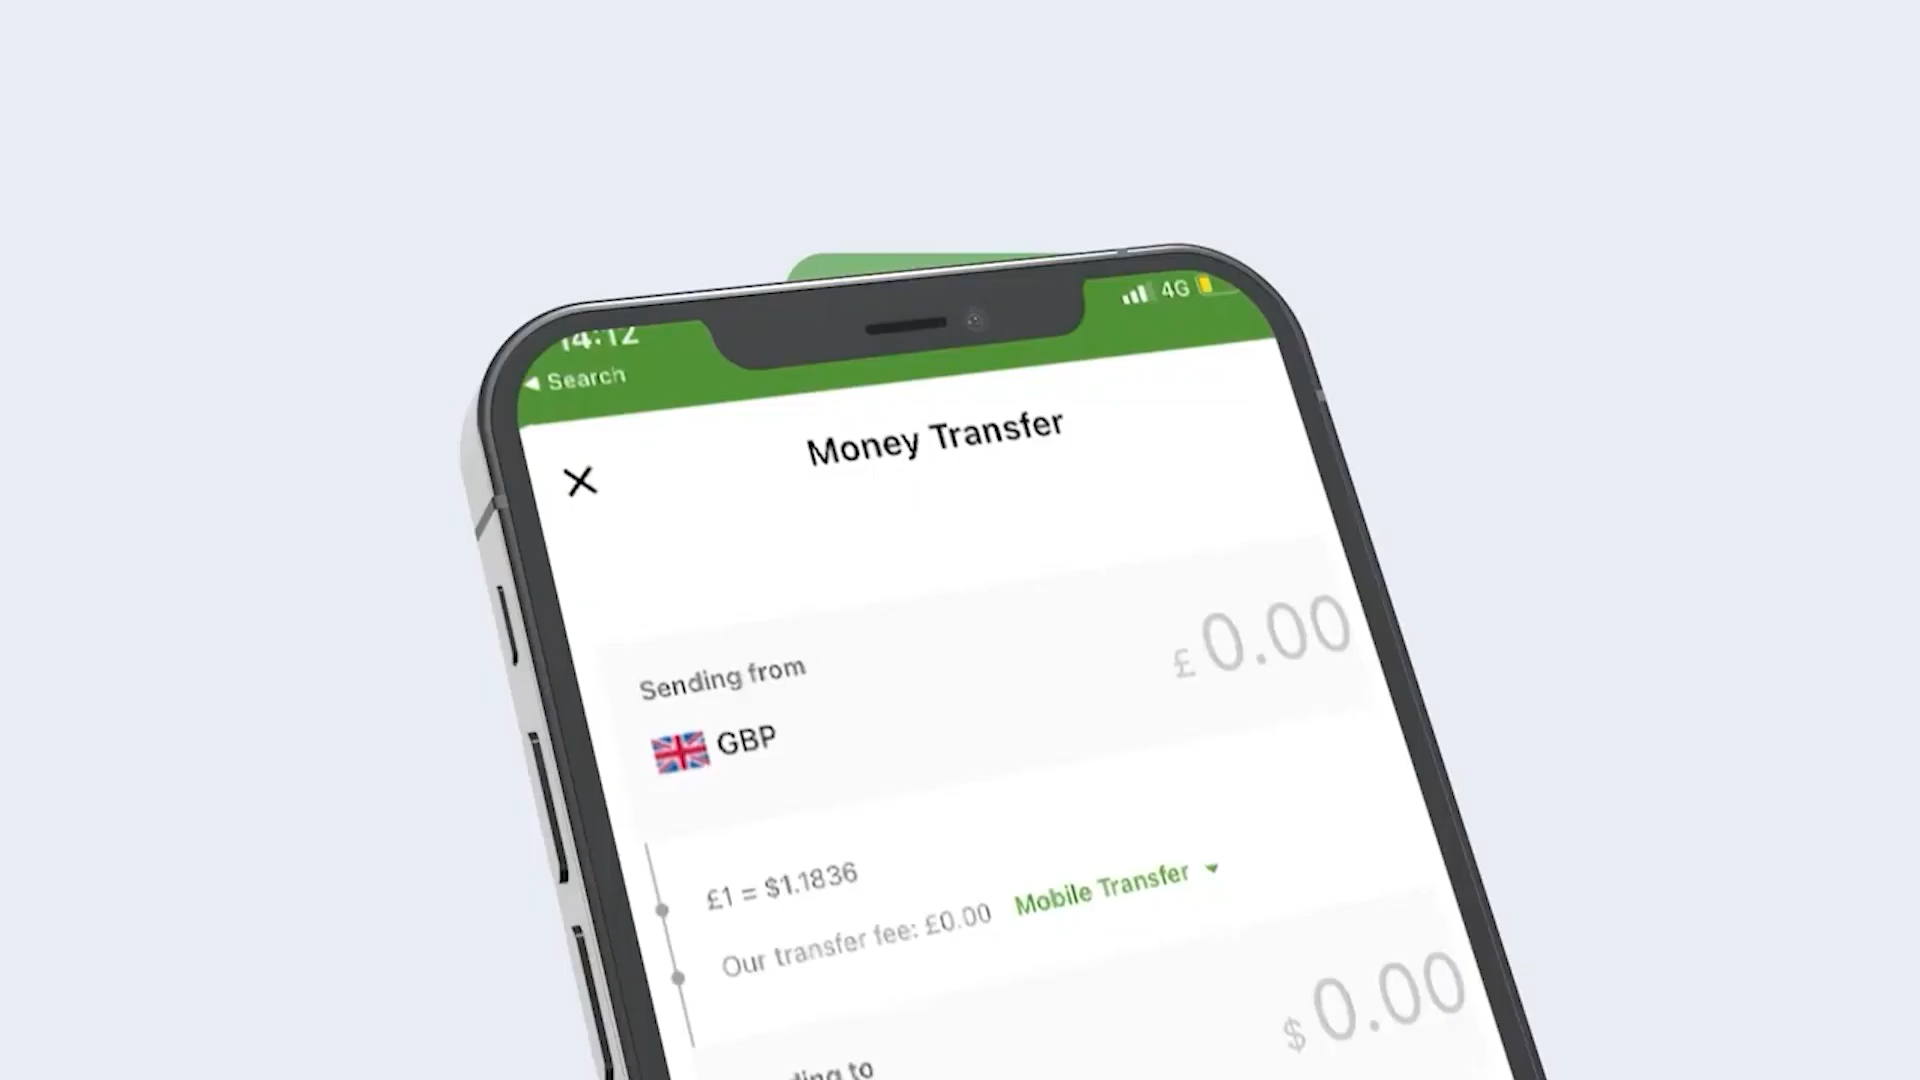 14:12
4G
◀ Search
Money Transfer
Sending from
£0.00
GBP
£1 = $1.1836
Our transfer fee: £0.00 Mobile Transfer
$0.00
to